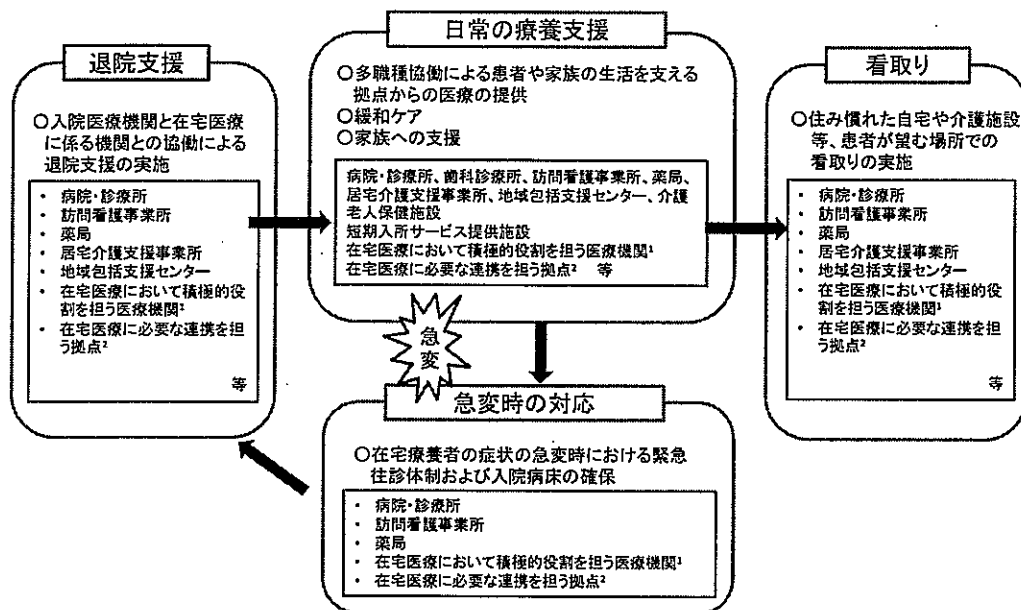 退院支援
○入院医療機関と在宅医療
に係る機関との協働による
退院支援の実施
・ 病院・診療所
・ 訪問看護事業所
・ 薬局
・ 居宅介護支援事業所
・ 地域包括支援センター
・ 在宅医療において積極的役
割を担う医療機関¹
・ 在宅医療に必要な連携を担
う拠点²
等
日常の療養支援
○多職種協働による患者や家族の生活を支える
拠点からの医療の提供
○緩和ケア
○家族への支援
病院・診療所、歯科診療所、訪問看護事業所、薬局、
居宅介護支援事業所、地域包括支援センター、介護
老人保健施設
短期入所サービス提供施設
在宅医療において積極的役割を担う医療機関¹
在宅医療に必要な連携を担う拠点² 等
急変
急変時の対応
○在宅療養者の症状の急変時における緊急
往診体制および入院病床の確保
・ 病院・診療所
・ 訪問看護事業所
・ 薬局
・ 在宅医療において積極的役割を担う医療機関¹
・ 在宅医療に必要な連携を担う拠点²
看取り
○住み慣れた自宅や介護施設
等、患者が望む場所での
看取りの実施
・ 病院・診療所
・ 訪問看護事業所
・ 薬局
・ 居宅介護支援事業所
・ 地域包括支援センター
・ 在宅医療において積極的役
割を担う医療機関¹
・ 在宅医療に必要な連携を担
う拠点²
等